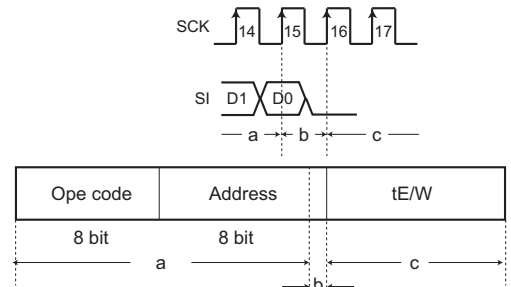 SCK 14 15 16 17
SI D1 D0
a b c
Ope code Address tE/W
8 bit 8 bit
a c
b